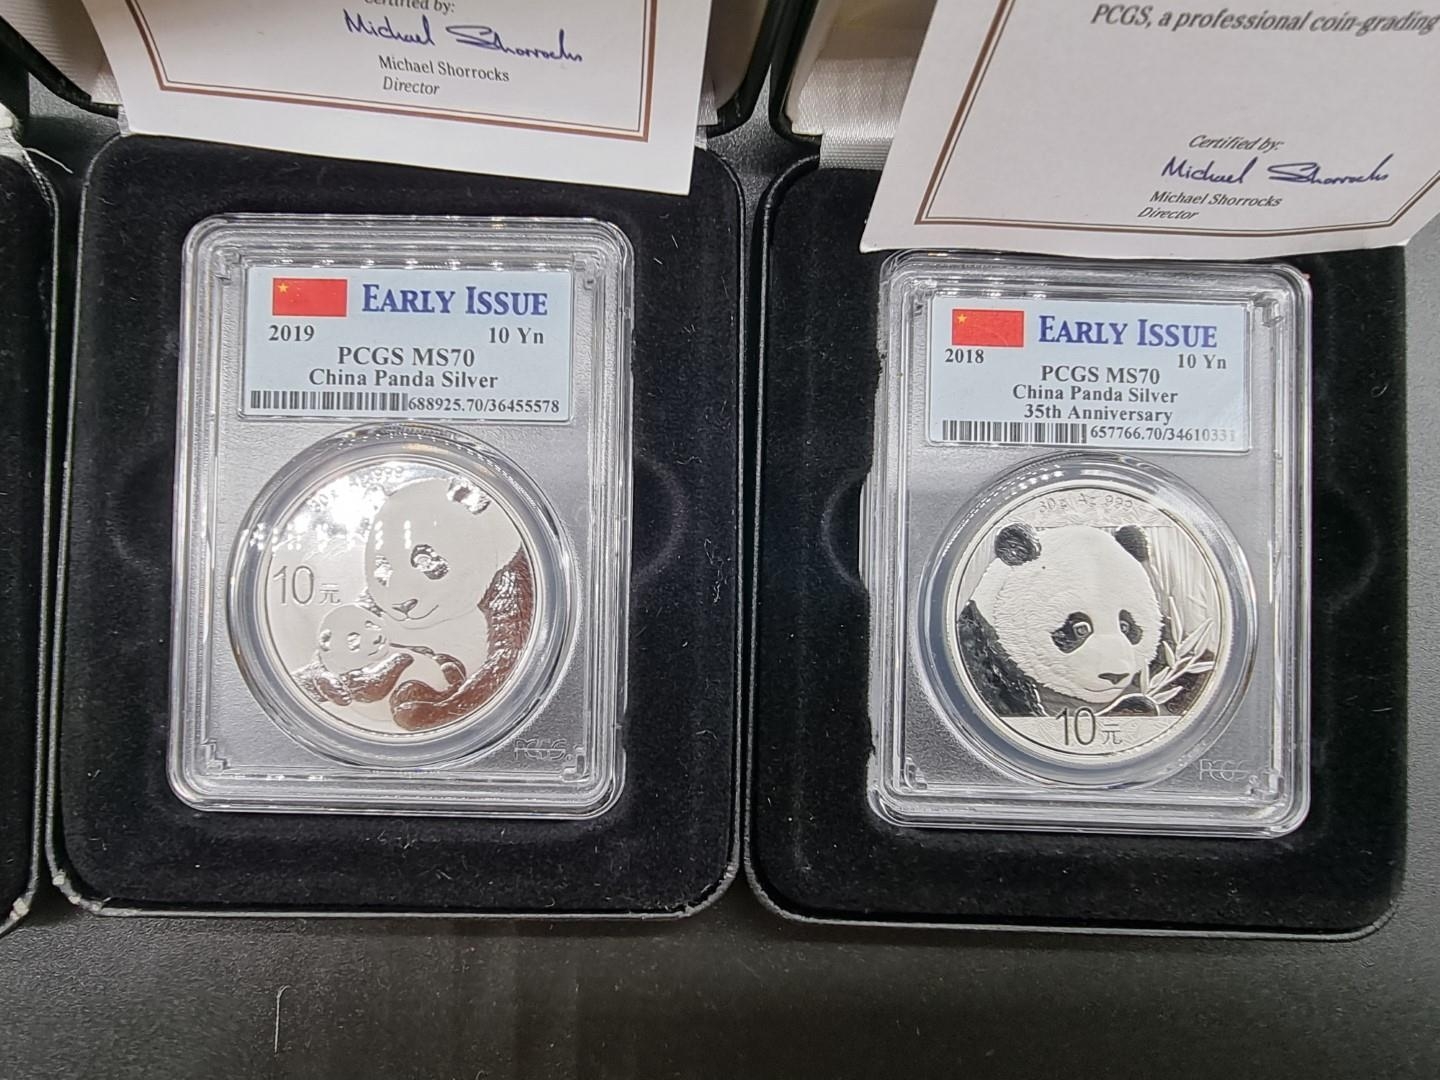 Certified by:
Michael Shorrocks
Michael Shorrocks
Director
PCGS, a professional coin-grading
Certified by:
Michael Shorrocks
Michael Shorrocks
Director
EARLY ISSUE
2019 10 Yn
PCGS MS70
China Panda Silver
688925.70/36455578
30g Ag .999
10元
PCGS
EARLY ISSUE
2018 10 Yn
PCGS MS70
China Panda Silver
35th Anniversary
657766.70/34610331
30g Ag .999
10元
PCGS